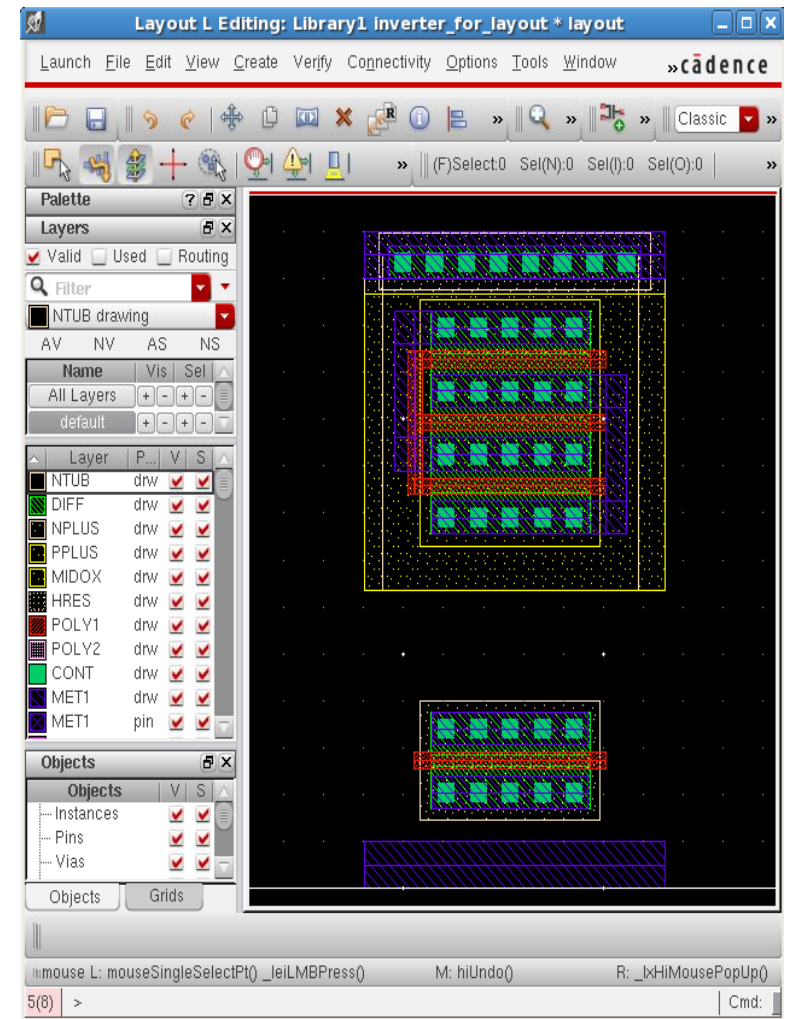 Layout L Editing: Library1 inverter_for_layout * layout
Launch File Edit View Create Verify Connectivity Options Tools Window »cādence
R » » » Classic »
» (F)Select:0 Sel(N):0 Sel(I):0 Sel(O):0 »
Palette
Layers
Valid Used Routing
Filter
NTUB drawing
AV NV AS NS
Name Vis Sel
All Layers + - + -
default + - + -
Layer P... V S
NTUB drw
DIFF drw
NPLUS drw
PPLUS drw
MIDOX drw
HRES drw
POLY1 drw
POLY2 drw
CONT drw
MET1 drw
MET1 pin
Objects
Objects V S
Instances
Pins
Vias
Objects Grids
mouse L: mouseSingleSelectPt() _leiLMBPress() M: hiUndo() R: _lxHiMousePopUp()
5(8) > Cmd: